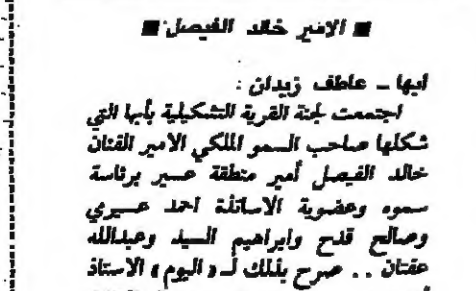 ■ الامير خالد الفيصل ■
ابها ـ عاطف زيدان :
اجتمعت لجنة القرية التشكيلية بأبها التي
شكلها صاحب السمو الملكي الامير الفنان
خالد الفيصل أمير منطقة عسير برئاسة
سموه وعضوية الاساتذة احمد عسيري
وصالح قدح وابراهيم السيد وعبدالله
عقتان .. صرح بذلك لـ «اليوم» الاستاذ